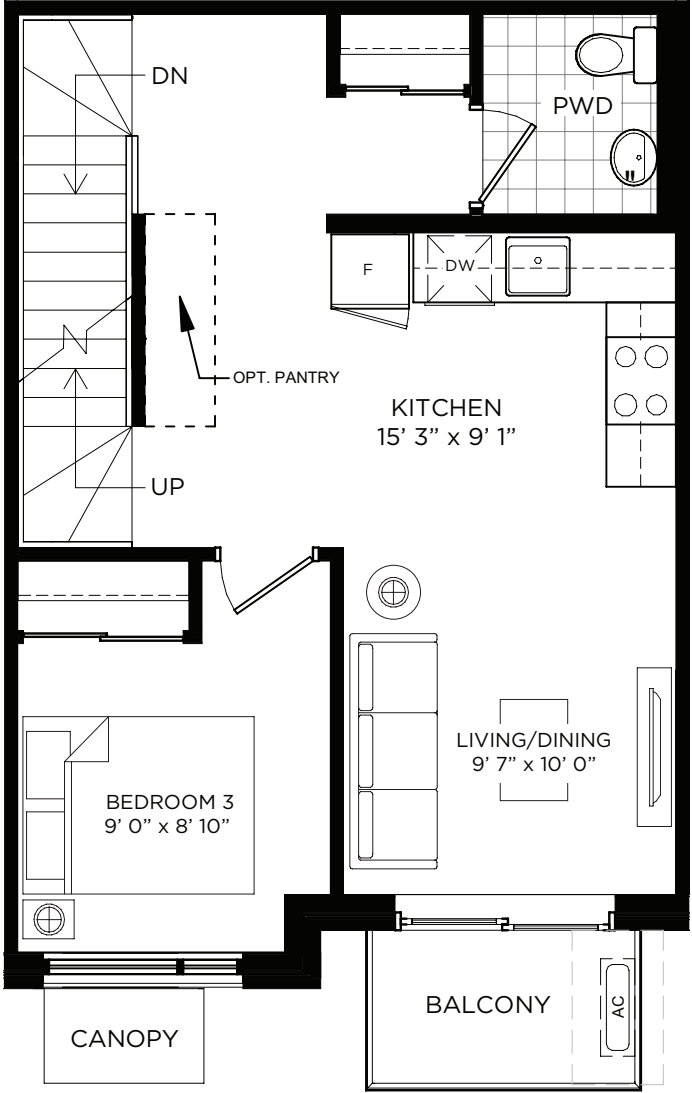 DN
PWD
F
DW
OPT. PANTRY
KITCHEN
15’ 3” x 9’ 1”
UP
LIVING/DINING
9’ 7” x 10’ 0”
BEDROOM 3
9’ 0” x 8’ 10”
BALCONY
AC
CANOPY